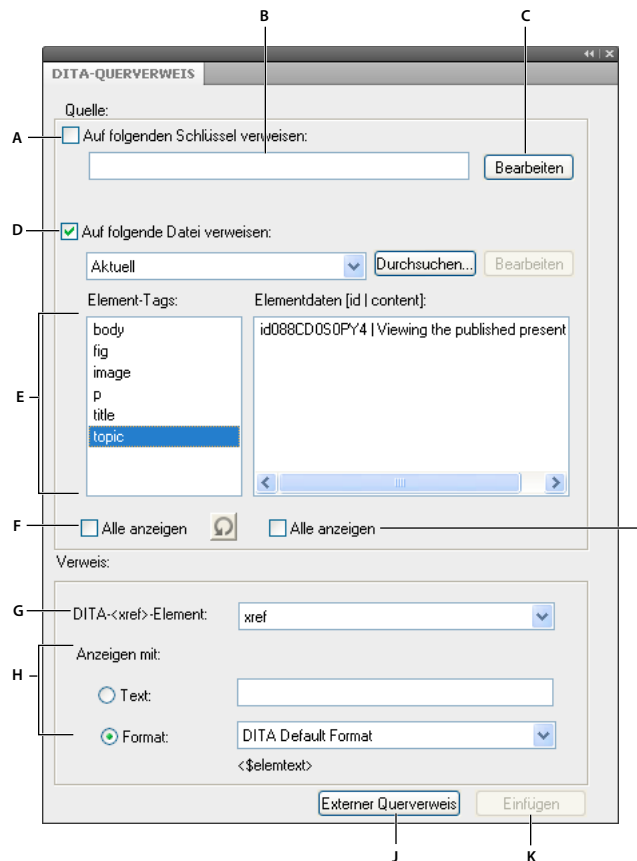 B C
DITA-QUERVERWEIS
Quelle:
A Auf folgenden Schlüssel verweisen:
Bearbeiten
D Auf folgende Datei verweisen:
Aktuell Durchsuchen... Bearbeiten
Element-Tags: Elementdaten [id | content]:
body id088CD0S0PY4 | Viewing the published present
fig
image
E p
title
topic
F Alle anzeigen Alle anzeigen
Verweis:
G DITA-<xref>-Element: xref
Anzeigen mit:
H
Text:
Format: DITA Default Format
<$elemtext>
Externer Querverweis Einfügen
J K